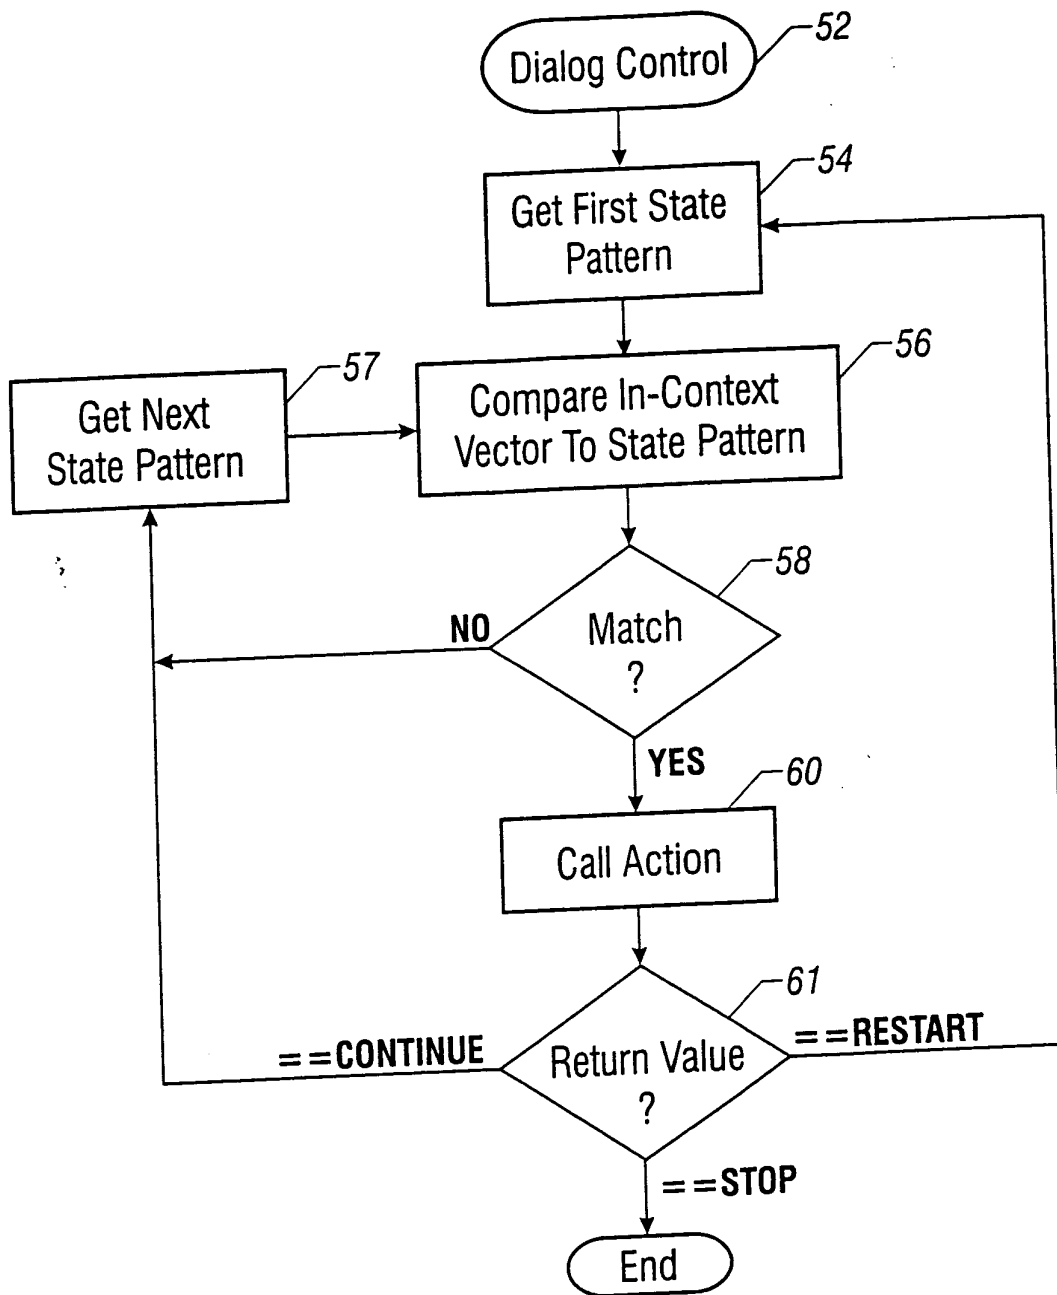 Dialog Control
52
54
Get First State
Pattern
57
Get Next
State Pattern
56
Compare In-Context
Vector To State Pattern
58
Match
?
NO
YES
60
Call Action
61
Return Value
?
==CONTINUE
==RESTART
==STOP
End